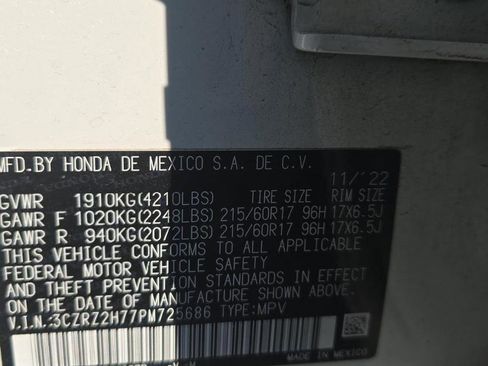 MFD.BY HONDA DE MEXICO S.A. DE C.V.
11/'22
GVWR 1910KG(4210LBS) TIRE SIZE RIM SIZE
GAWR F 1020KG(2248LBS) 215/60R17 96H 17X6.5J
GAWR R 940KG(2072LBS) 215/60R17 96H 17X6.5J
THIS VEHICLE CONFORMS TO ALL APPLICABLE
FEDERAL MOTOR VEHICLE SAFETY
AND THEFT PREVENTION STANDARDS IN EFFECT
ON THE DATE OF MANUFACTURE SHOWN ABOVE.
V.I.N.:3CZRZ2H77PM725686 TYPE:MPV
MADE IN MEXICO